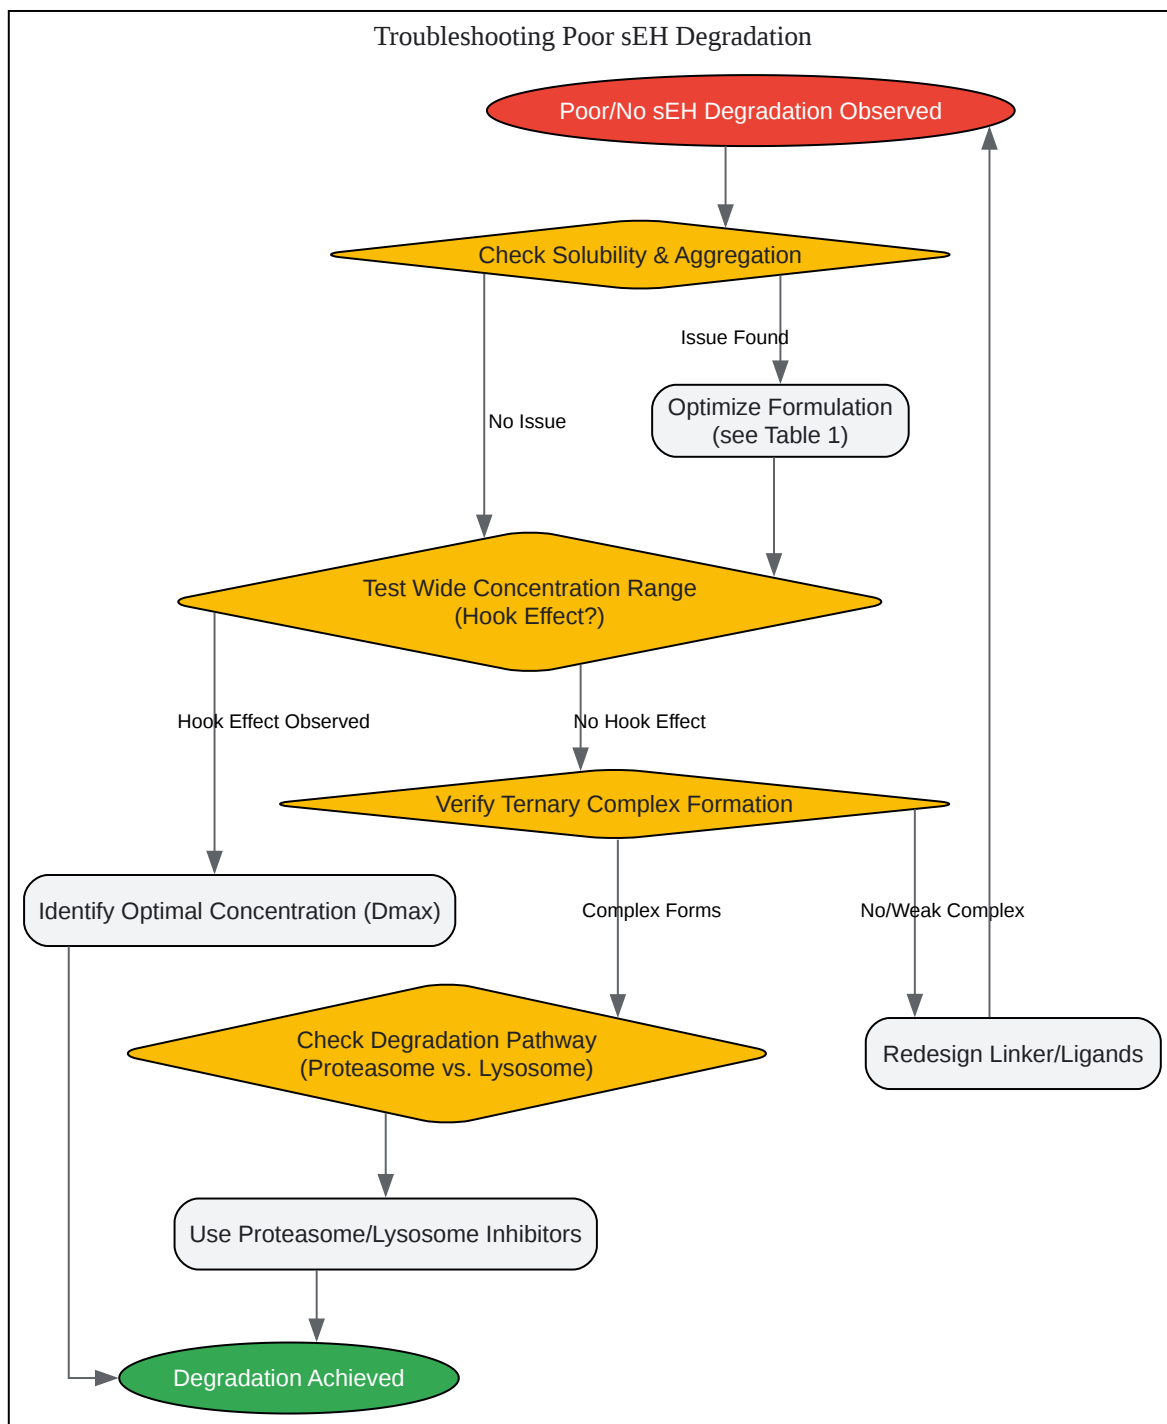 Troubleshooting Poor sEH Degradation
Poor/No sEH Degradation Observed
Check Solubility & Aggregation
Issue Found
Optimize Formulation
(see Table 1)
No Issue
Test Wide Concentration Range
(Hook Effect?)
Hook Effect Observed
No Hook Effect
Verify Ternary Complex Formation
Identify Optimal Concentration (Dmax)
Complex Forms
No/Weak Complex
Check Degradation Pathway
(Proteasome vs. Lysosome)
Redesign Linker/Ligands
Use Proteasome/Lysosome Inhibitors
Degradation Achieved